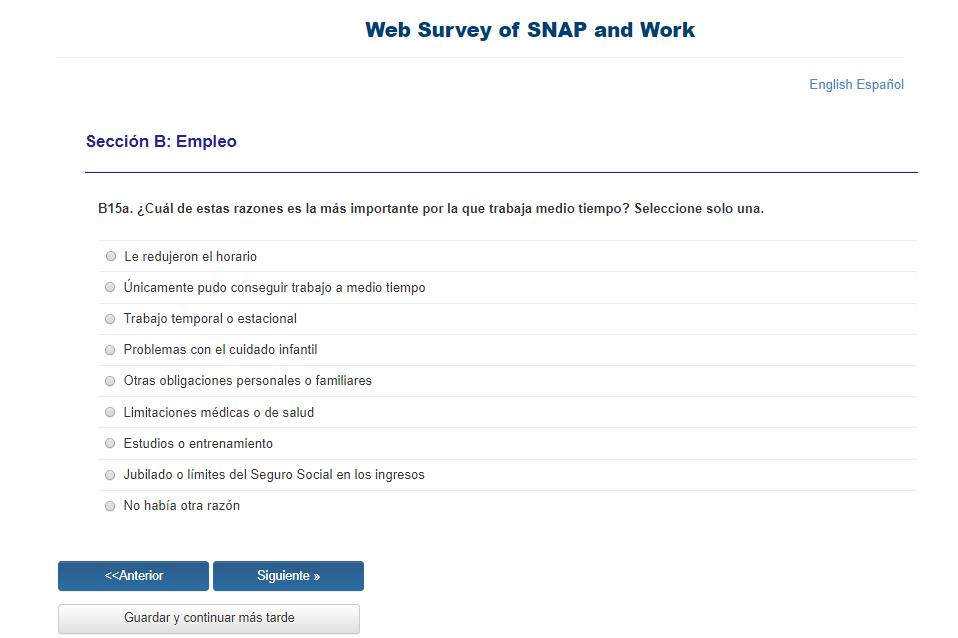 Web Survey of SNAP and Work
English Español
Sección B: Empleo
B15a. ¿Cuál de estas razones es la más importante por la que trabaja medio tiempo? Seleccione solo una.
Le redujeron el horario
Únicamente pudo conseguir trabajo a medio tiempo
Trabajo temporal o estacional
Problemas con el cuidado infantil
Otras obligaciones personales o familiares
Limitaciones médicas o de salud
Estudios o entrenamiento
Jubilado o límites del Seguro Social en los ingresos
No había otra razón
<<Anterior Siguiente »
Guardar y continuar más tarde